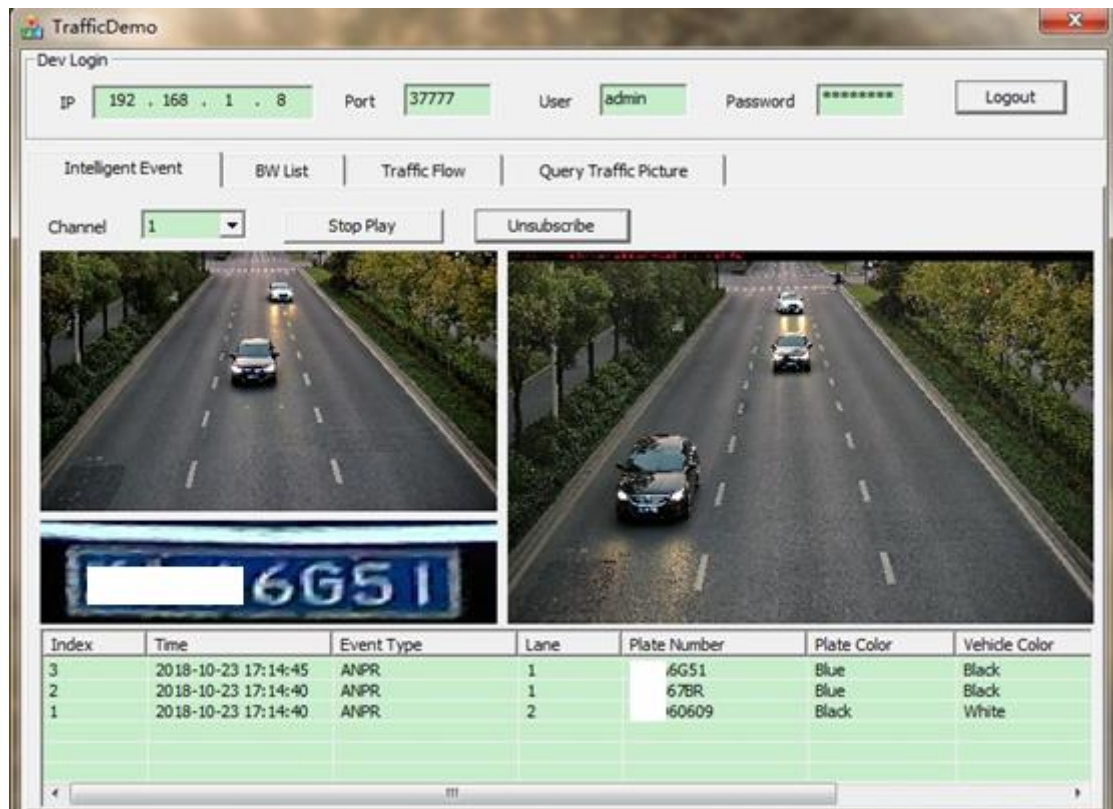 TrafficDemo
Dev Login
IP 192 . 168 . 1 . 8 Port 37777 User admin Password ******** Logout
Intelligent Event BW List Traffic Flow Query Traffic Picture
Channel 1 Stop Play Unsubscribe
6G51
Index Time Event Type Lane Plate Number Plate Color Vehicle Color
3 2018-10-23 17:14:45 ANPR 1 6G51 Blue Black
2 2018-10-23 17:14:40 ANPR 1 67BR Blue Black
1 2018-10-23 17:14:40 ANPR 2 60609 Black White